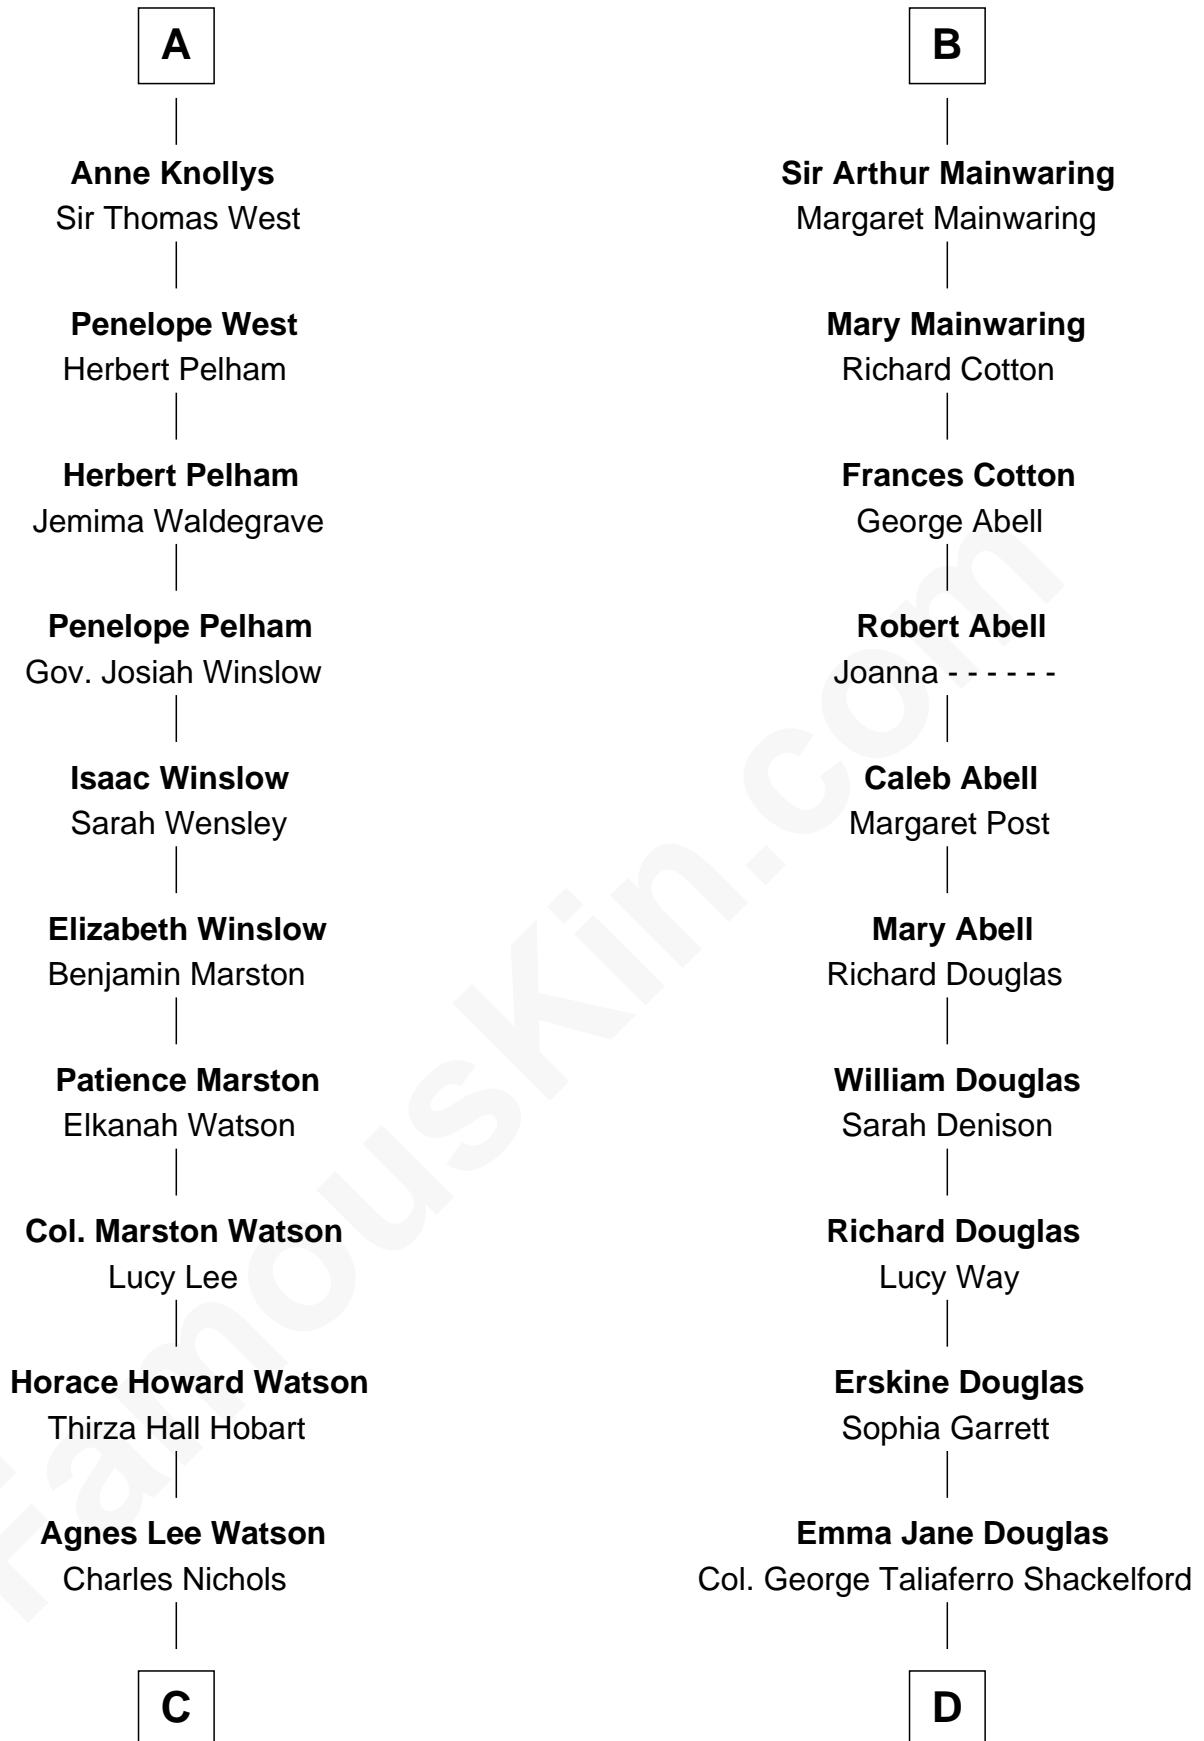 A
Anne Knollys
Sir Thomas West
Penelope West
Herbert Pelham
Herbert Pelham
Jemima Waldegrave
Penelope Pelham
Gov. Josiah Winslow
Isaac Winslow
Sarah Wensley
Elizabeth Winslow
Benjamin Marston
Patience Marston
Elkanah Watson
Col. Marston Watson
Lucy Lee
Horace Howard Watson
Thirza Hall Hobart
Agnes Lee Watson
Charles Nichols
C
B
Sir Arthur Mainwaring
Margaret Mainwaring
Mary Mainwaring
Richard Cotton
Frances Cotton
George Abell
Robert Abell
Joanna - - - - - -
Caleb Abell
Margaret Post
Mary Abell
Richard Douglas
William Douglas
Sarah Denison
Richard Douglas
Lucy Way
Erskine Douglas
Sophia Garrett
Emma Jane Douglas
Col. George Taliaferro Shackelford
D
FamousKin.com